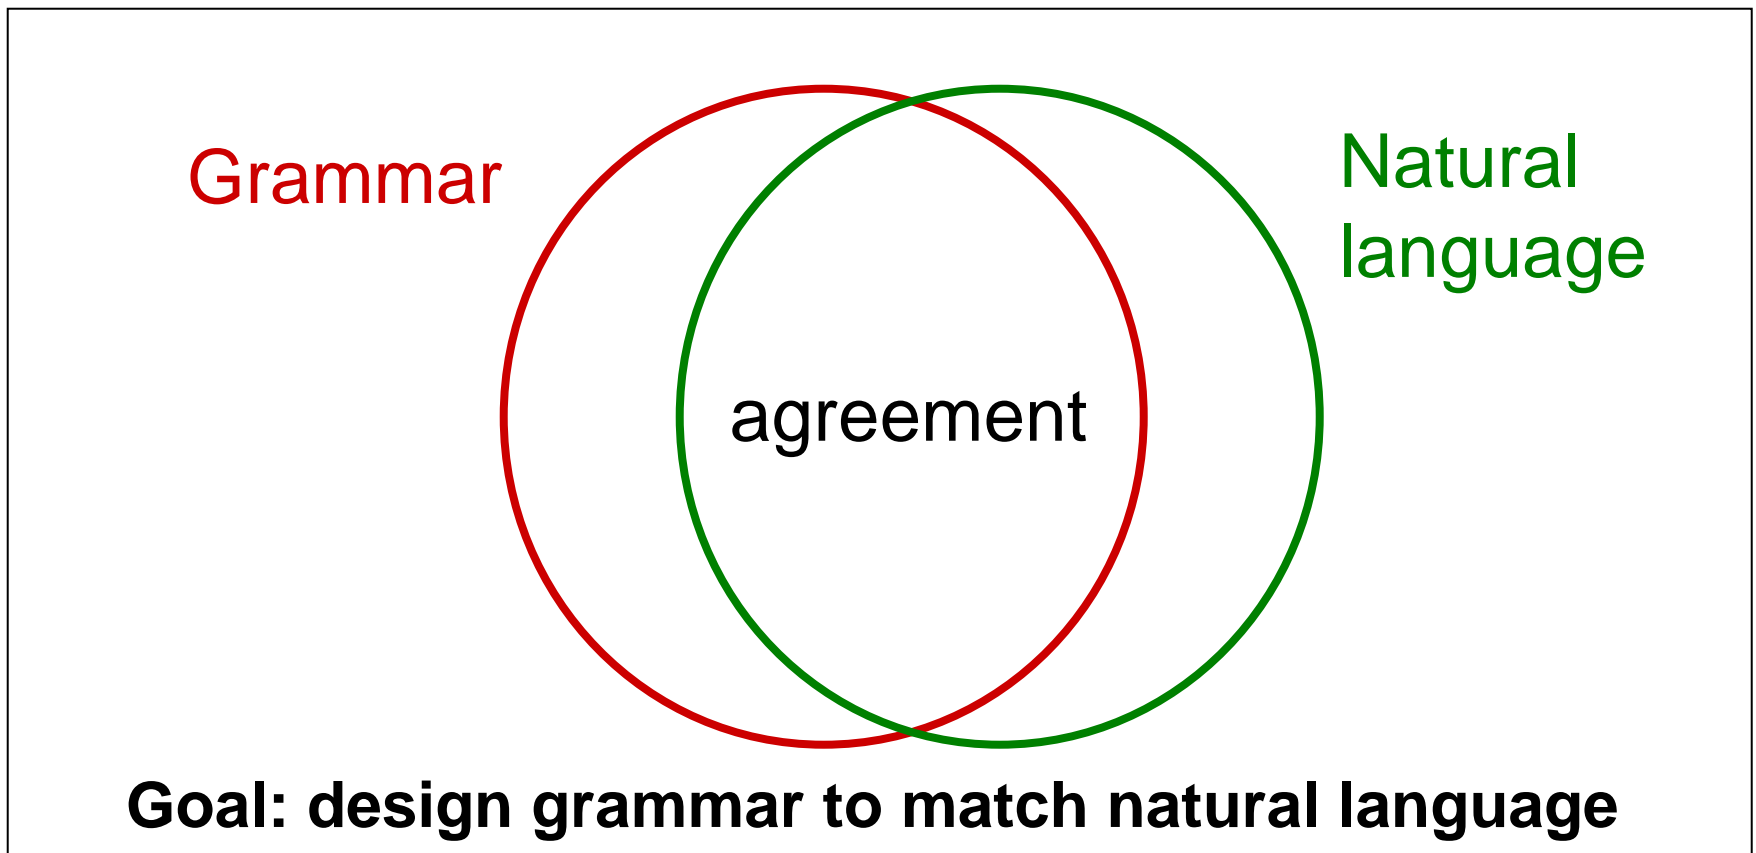 Grammar
Natural
language
agreement
Goal: design grammar to match natural language